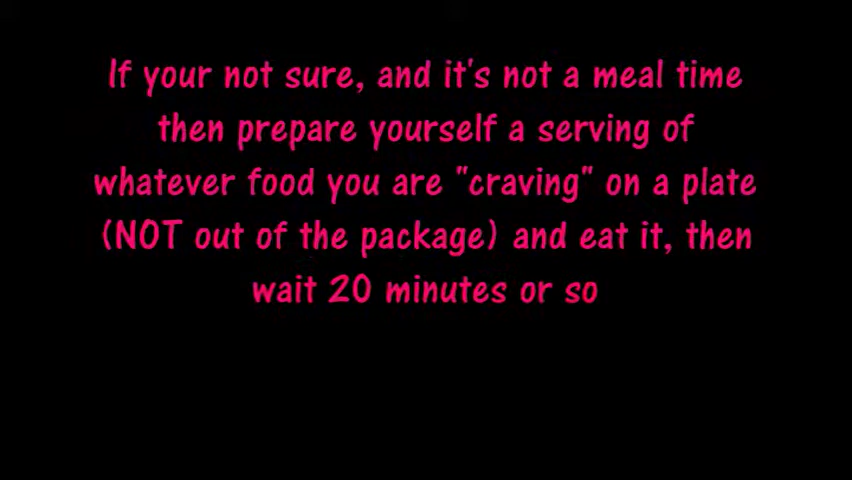 If your not sure, and it's not a meal time
then prepare yourself a serving of
whatever food you are "craving" on a plate
(NOT out of the package) and eat it, then
wait 20 minutes or so